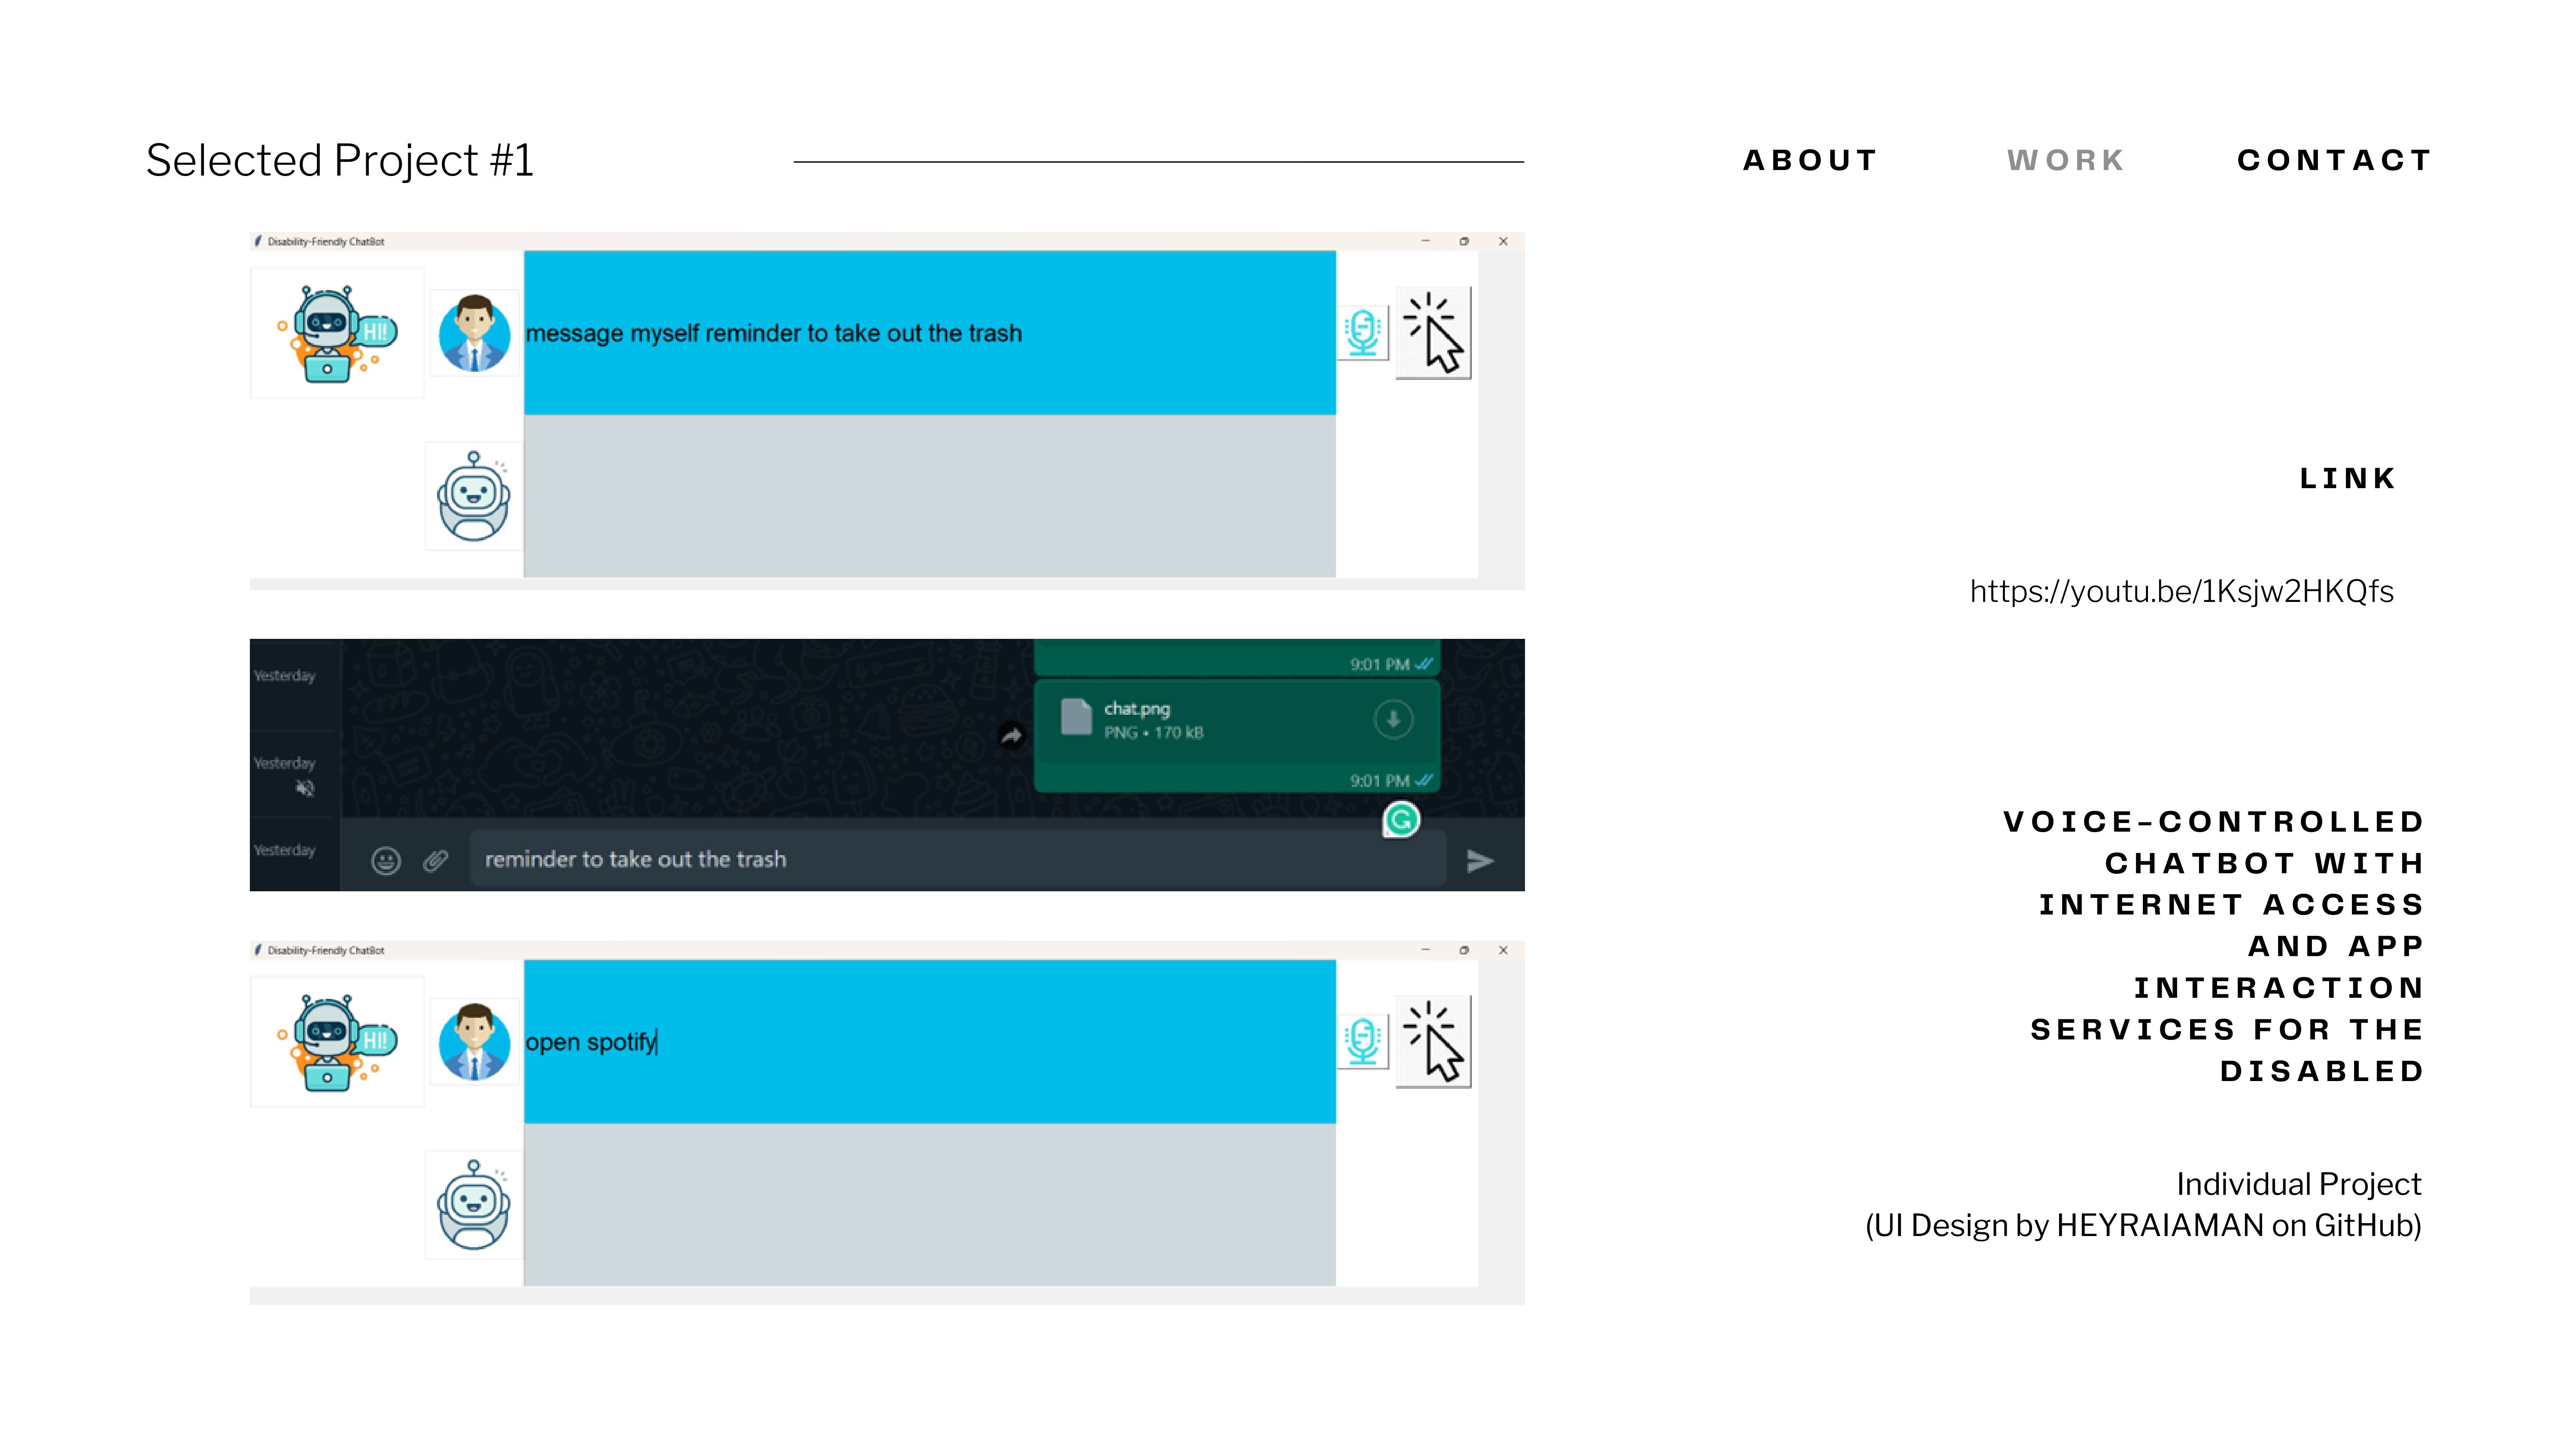 Selected Project #1
ABOUT
WORK
CONTACT
Disability-Friendly ChatBot
HI!
message myself reminder to take out the trash
LINK
https://youtu.be/1Ksjw2HKQfs
Yesterday
9:01 PM
chat.png
PNG • 170 kB
Yesterday
9:01 PM
Yesterday
reminder to take out the trash
Disability-Friendly ChatBot
HI!
open spotify
VOICE-CONTROLLED
CHATBOT WITH
INTERNET ACCESS
AND APP
INTERACTION
SERVICES FOR THE
DISABLED
Individual Project
(UI Design by HEYRAIAMAN on GitHub)